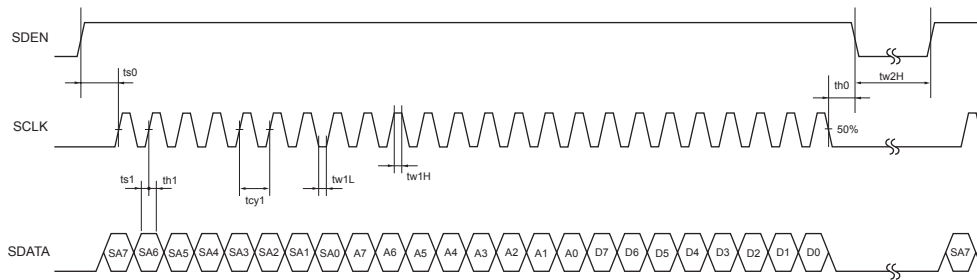 SDEN
ts0
th0
tw2H
SCLK
50%
ts1
th1
tcy1
tw1L
tw1H
SDATA
SA7 SA6 SA5 SA4 SA3 SA2 SA1 SA0 A7 A6 A5 A4 A3 A2 A1 A0 D7 D6 D5 D4 D3 D2 D1 D0 SA7